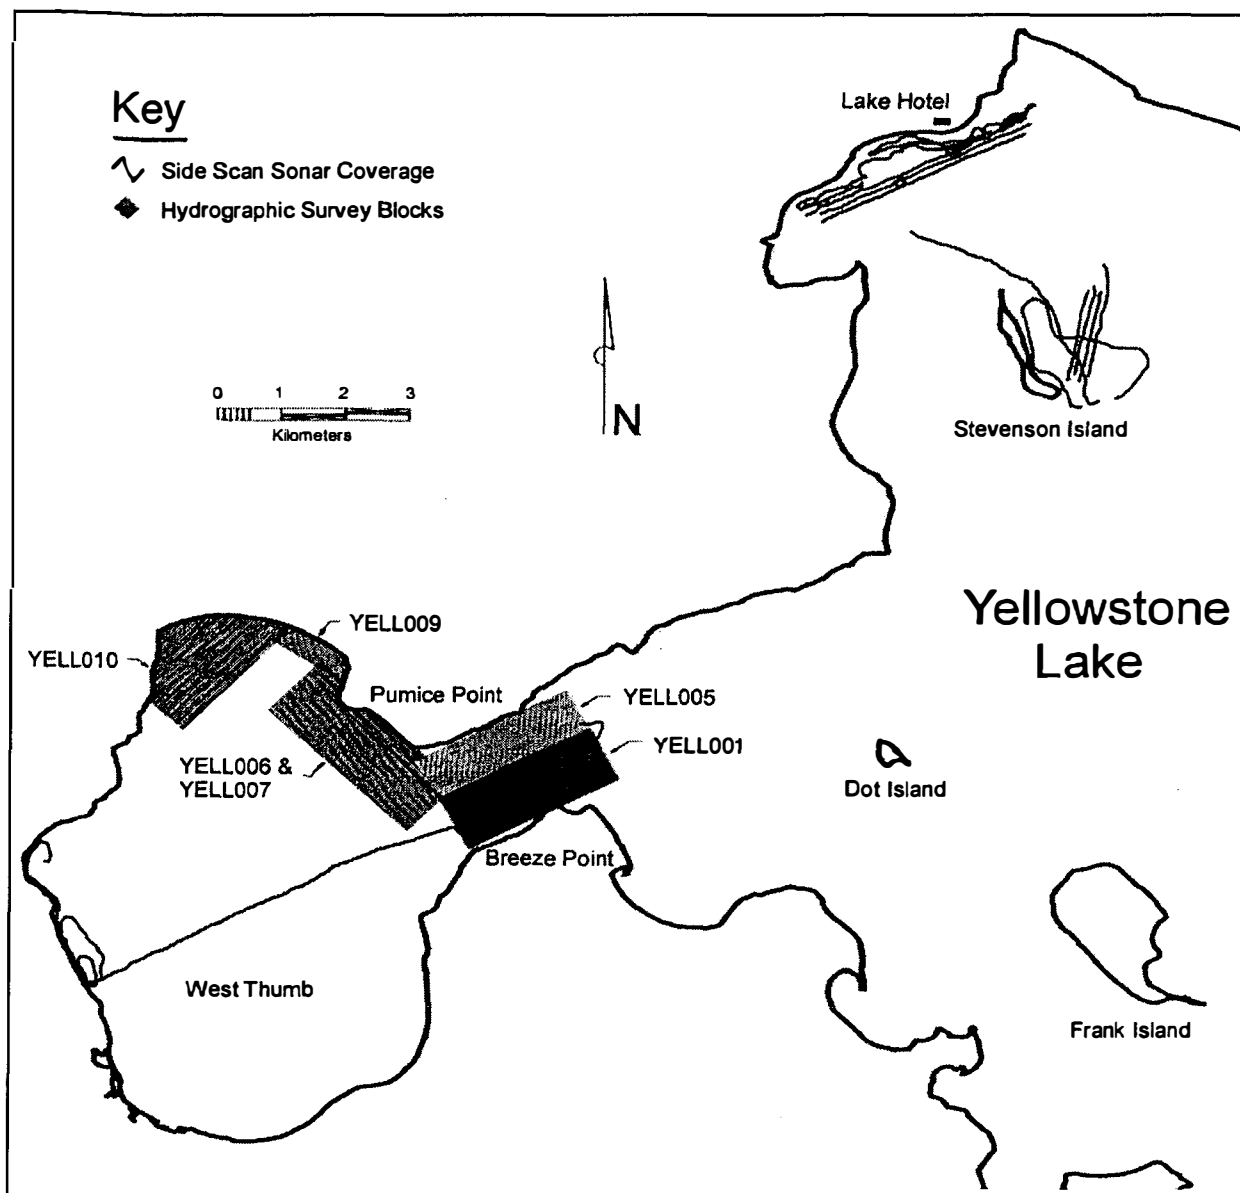 Key
Side Scan Sonar Coverage
Hydrographic Survey Blocks
Lake Hotel
0 1 2 3
Kilometers
N
Stevenson Island
Yellowstone
Lake
YELL009
YELL010
Pumice Point
YELL005
YELL001
YELL006 &
YELL007
Dot Island
Breeze Point
West Thumb
Frank Island